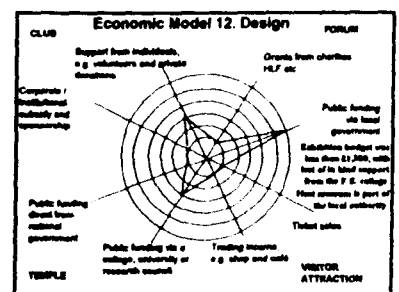 Economic Model 12. Design
CLUB
FORUM
Support from individuals,
e.g. volunteers and private
donations
Grants from charities
HLF etc
Corporate /
institutional
subsidy and
sponsorship
Public funding
via local
government
Exhibition budget was
less than £1,000, with
lots of in kind support
from the F.E. college
Host museum is part of
the local authority
Public funding
direct from
national
government
Ticket sales
Public funding via a
college, university or
research council
Trading income
e.g. shop and café
TEMPLE
VISITOR
ATTRACTION